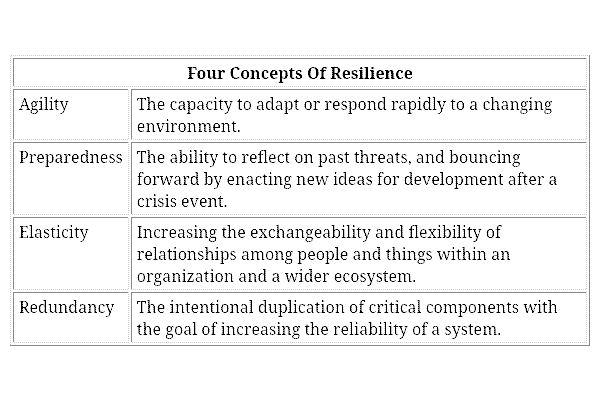 Four Concepts Of Resilience
Agility
The capacity to adapt or respond rapidly to a changing
environment.
Preparedness
The ability to reflect on past threats, and bouncing
forward by enacting new ideas for development after a
crisis event.
Elasticity
Increasing the exchangeability and flexibility of
relationships among people and things within an
organization and a wider ecosystem.
Redundancy
The intentional duplication of critical components with
the goal of increasing the reliability of a system.